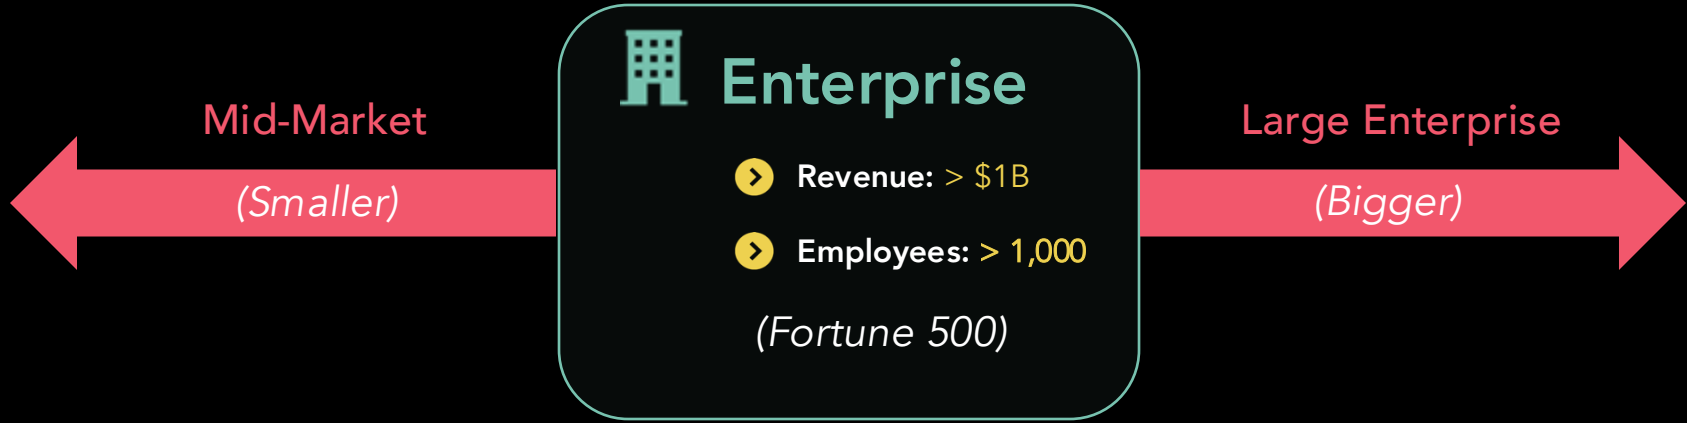 Enterprise
Mid-Market
Large Enterprise
Revenue: > $1B
(Smaller)
(Bigger)
Employees: > 1,000
(Fortune 500)